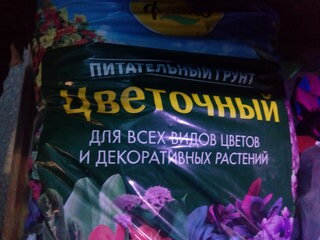 ПИТАТЕЛЬНЫЙ ГРУНТ
ЦВЕТОЧНЫЙ
ДЛЯ ВСЕХ ВИДОВ ЦВЕТОВ
И ДЕКОРАТИВНЫХ РАСТЕНИЙ